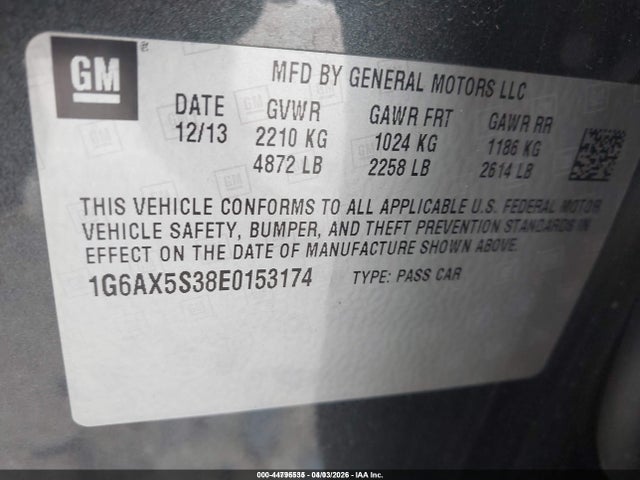 GM
MFD BY GENERAL MOTORS LLC
DATE GVWR GAWR FRT GAWR RR
12/13 2210 KG 1024 KG 1186 KG
4872 LB 2258 LB 2614 LB
THIS VEHICLE CONFORMS TO ALL APPLICABLE U.S. FEDERAL MOTOR
VEHICLE SAFETY, BUMPER, AND THEFT PREVENTION STANDARDS IN
EFFECT ON THE DATE OF MANUFACTURE SHOWN ABOVE.
1G6AX5S38E0153174 TYPE: PASS CAR
000-44796535 - 04/03/2026 - IAA Inc.